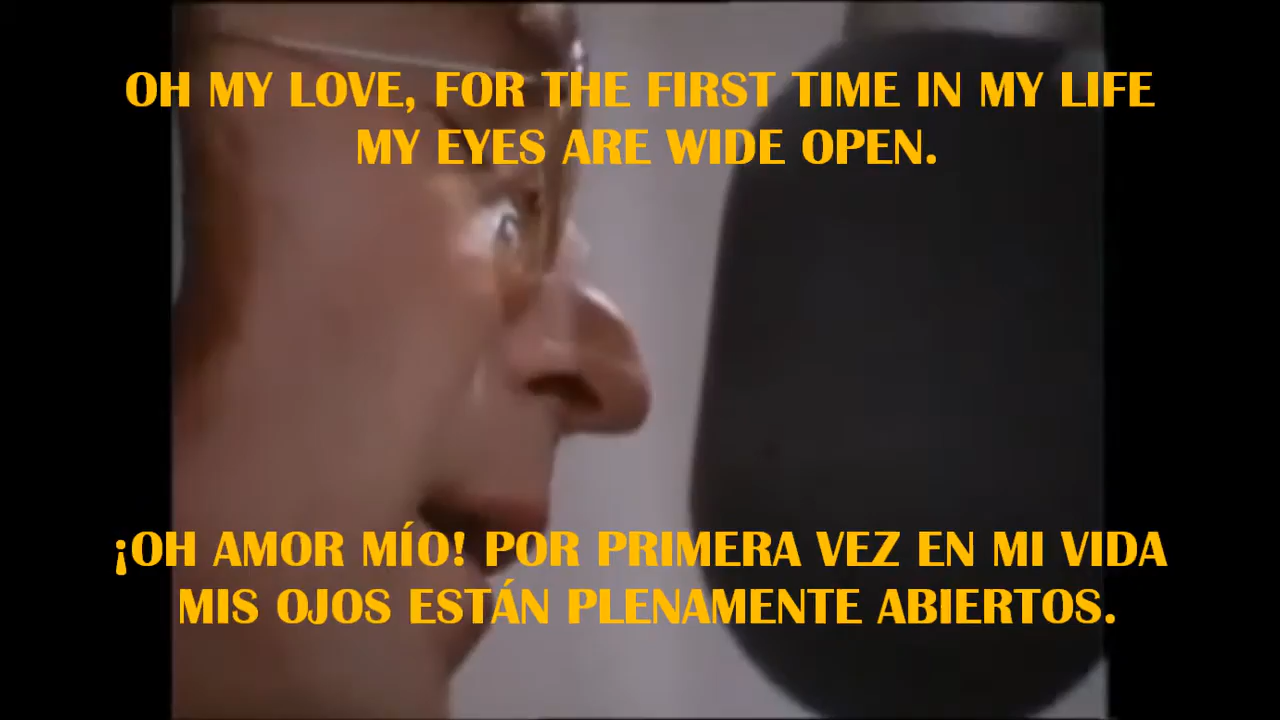 OH MY LOVE, FOR THE FIRST TIME IN MY LIFE
MY EYES ARE WIDE OPEN.
¡OH AMOR MÍO! POR PRIMERA VEZ EN MI VIDA
MIS OJOS ESTÁN PLENAMENTE ABIERTOS.